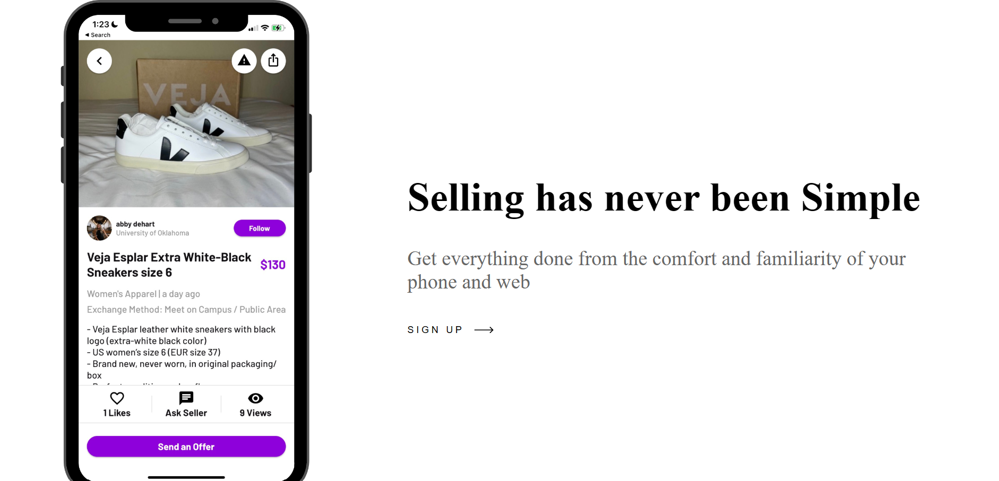 1:23
Search
VEJA
abby dehart
University of Oklahoma
Follow
Veja Esplar Extra White-Black
Sneakers size 6
$130
Women's Apparel | a day ago
Exchange Method: Meet on Campus / Public Area
- Veja Esplar leather white sneakers with black
logo (extra-white black color)
- US women’s size 6 (EUR size 37)
- Brand new, never worn, in original packaging/
box
1 Likes
Ask Seller
9 Views
Send an Offer
Selling has never been Simple
Get everything done from the comfort and familiarity of your
phone and web
SIGN UP